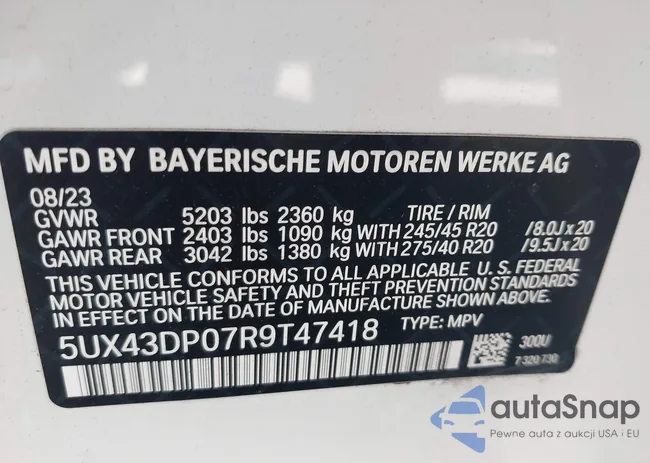 MFD BY BAYERISCHE MOTOREN WERKE AG
08/23
GVWR 5203 lbs 2360 kg TIRE / RIM
GAWR FRONT 2403 lbs 1090 kg WITH 245/45 R20 /8.0J x 20
GAWR REAR 3042 lbs 1380 kg WITH 275/40 R20 /9.5J x 20
THIS VEHICLE CONFORMS TO ALL APPLICABLE U. S. FEDERAL
MOTOR VEHICLE SAFETY AND THEFT PREVENTION STANDARDS
IN EFFECT ON THE DATE OF MANUFACTURE SHOWN ABOVE.
5UX43DP07R9T47418 TYPE: MPV
300U
7 320 730
autaSnap
Pewne auta z aukcji USA i EU